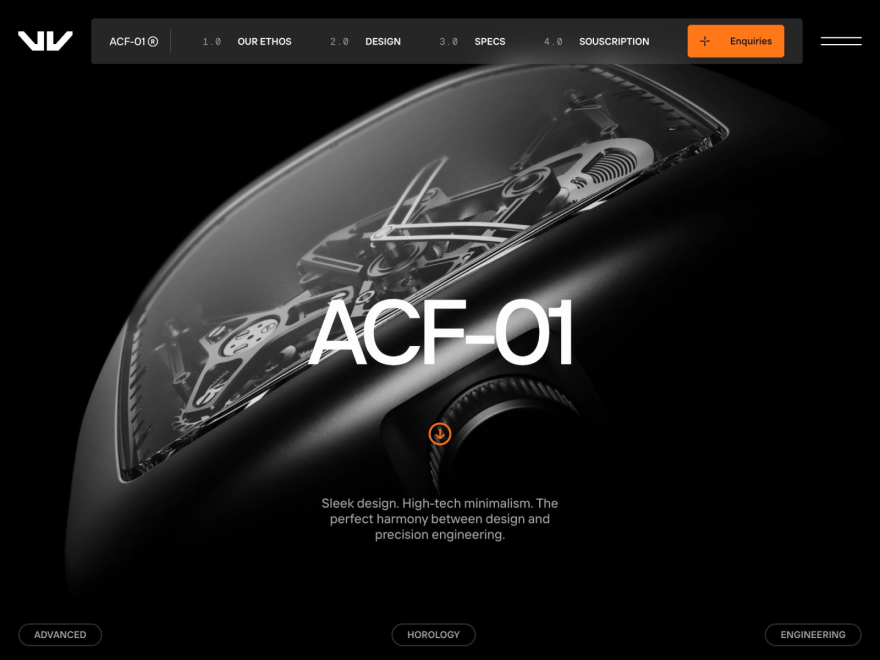 ACF-01 ®
1.0 OUR ETHOS
2.0 DESIGN
3.0 SPECS
4.0 SOUSCRIPTION
Enquiries
ACF-01
Sleek design. High-tech minimalism. The
perfect harmony between design and
precision engineering.
ADVANCED
HOROLOGY
ENGINEERING